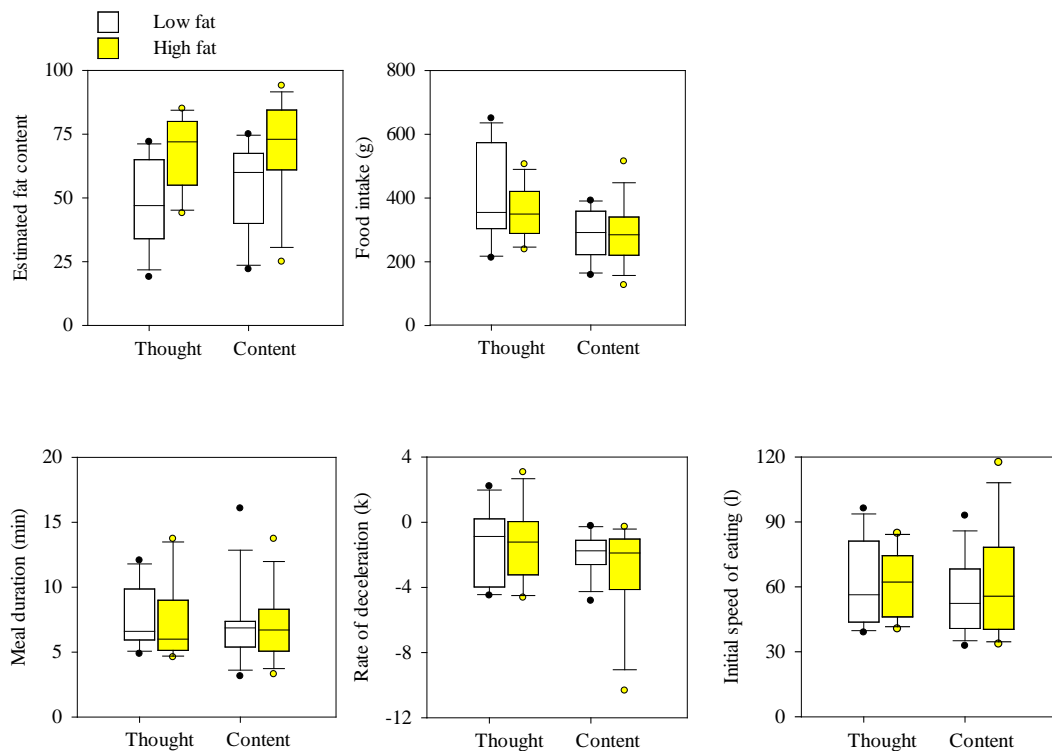 Low fat
High fat
Estimated fat content
100
75
50
25
0
Thought Content
Food intake (g)
800
600
400
200
0
Thought Content
Meal duration (min)
20
15
10
5
0
Thought Content
Rate of deceleration (k)
4
0
-4
-8
-12
Thought Content
Initial speed of eating (l)
120
90
60
30
0
Thought Content